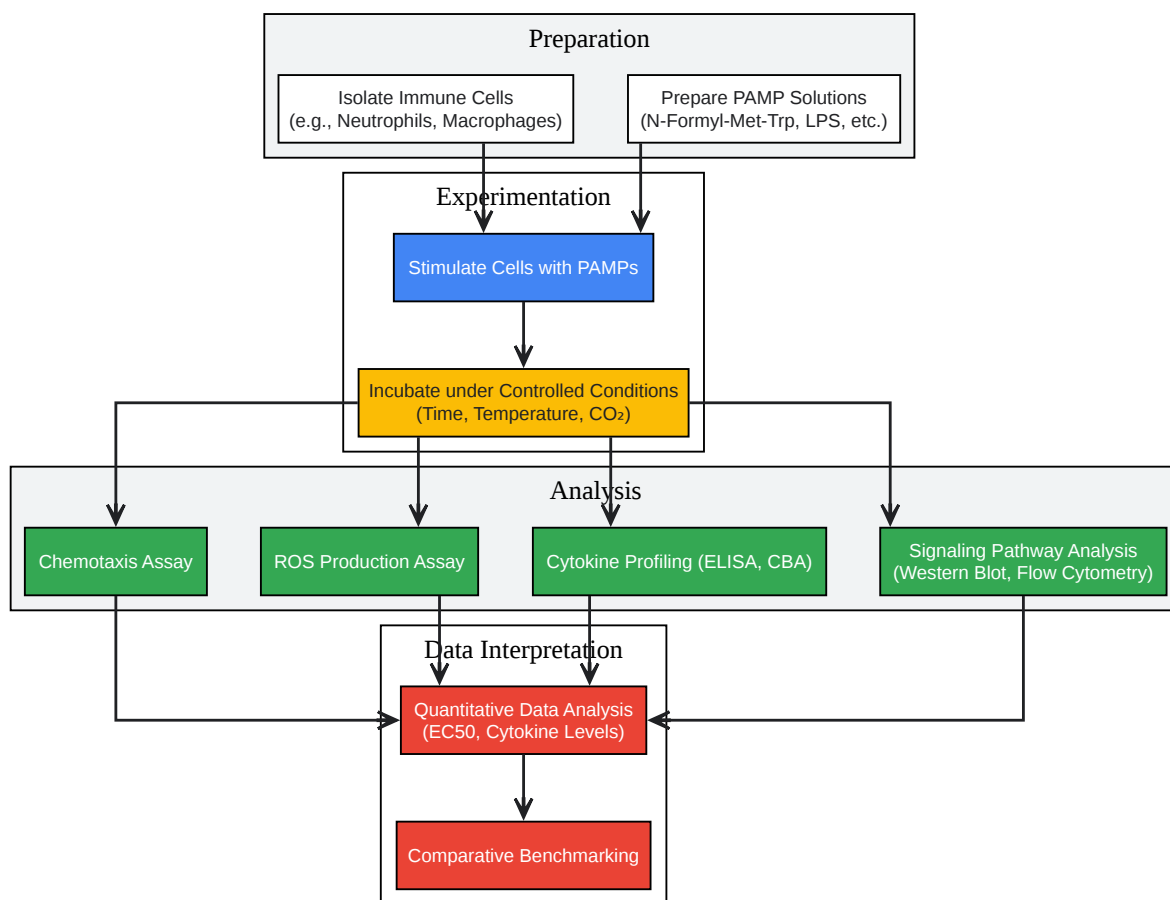 Preparation
Isolate Immune Cells
(e.g., Neutrophils, Macrophages)
Prepare PAMP Solutions
(N-Formyl-Met-Trp, LPS, etc.)
Experimentation
Stimulate Cells with PAMPs
Incubate under Controlled Conditions
(Time, Temperature, CO₂)
Analysis
Chemotaxis Assay
ROS Production Assay
Cytokine Profiling (ELISA, CBA)
Signaling Pathway Analysis
(Western Blot, Flow Cytometry)
Data Interpretation
Quantitative Data Analysis
(EC50, Cytokine Levels)
Comparative Benchmarking